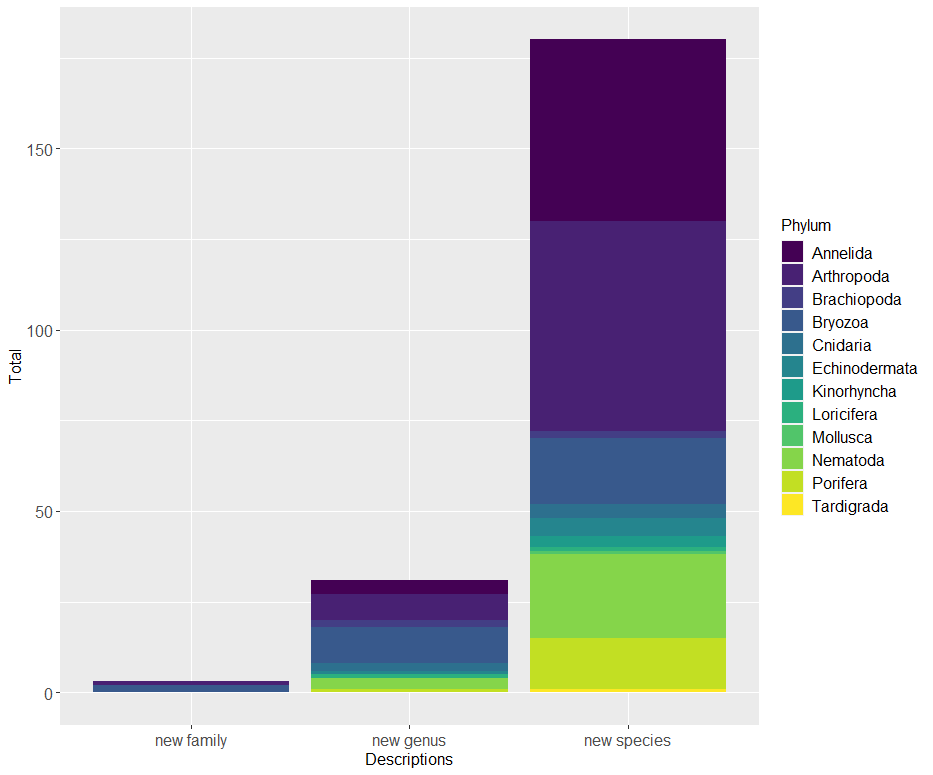 Total
150
100
50
0
new family
new genus
new species
Descriptions
Phylum
Annelida
Arthropoda
Brachiopoda
Bryozoa
Cnidaria
Echinodermata
Kinorhyncha
Loricifera
Mollusca
Nematoda
Porifera
Tardigrada